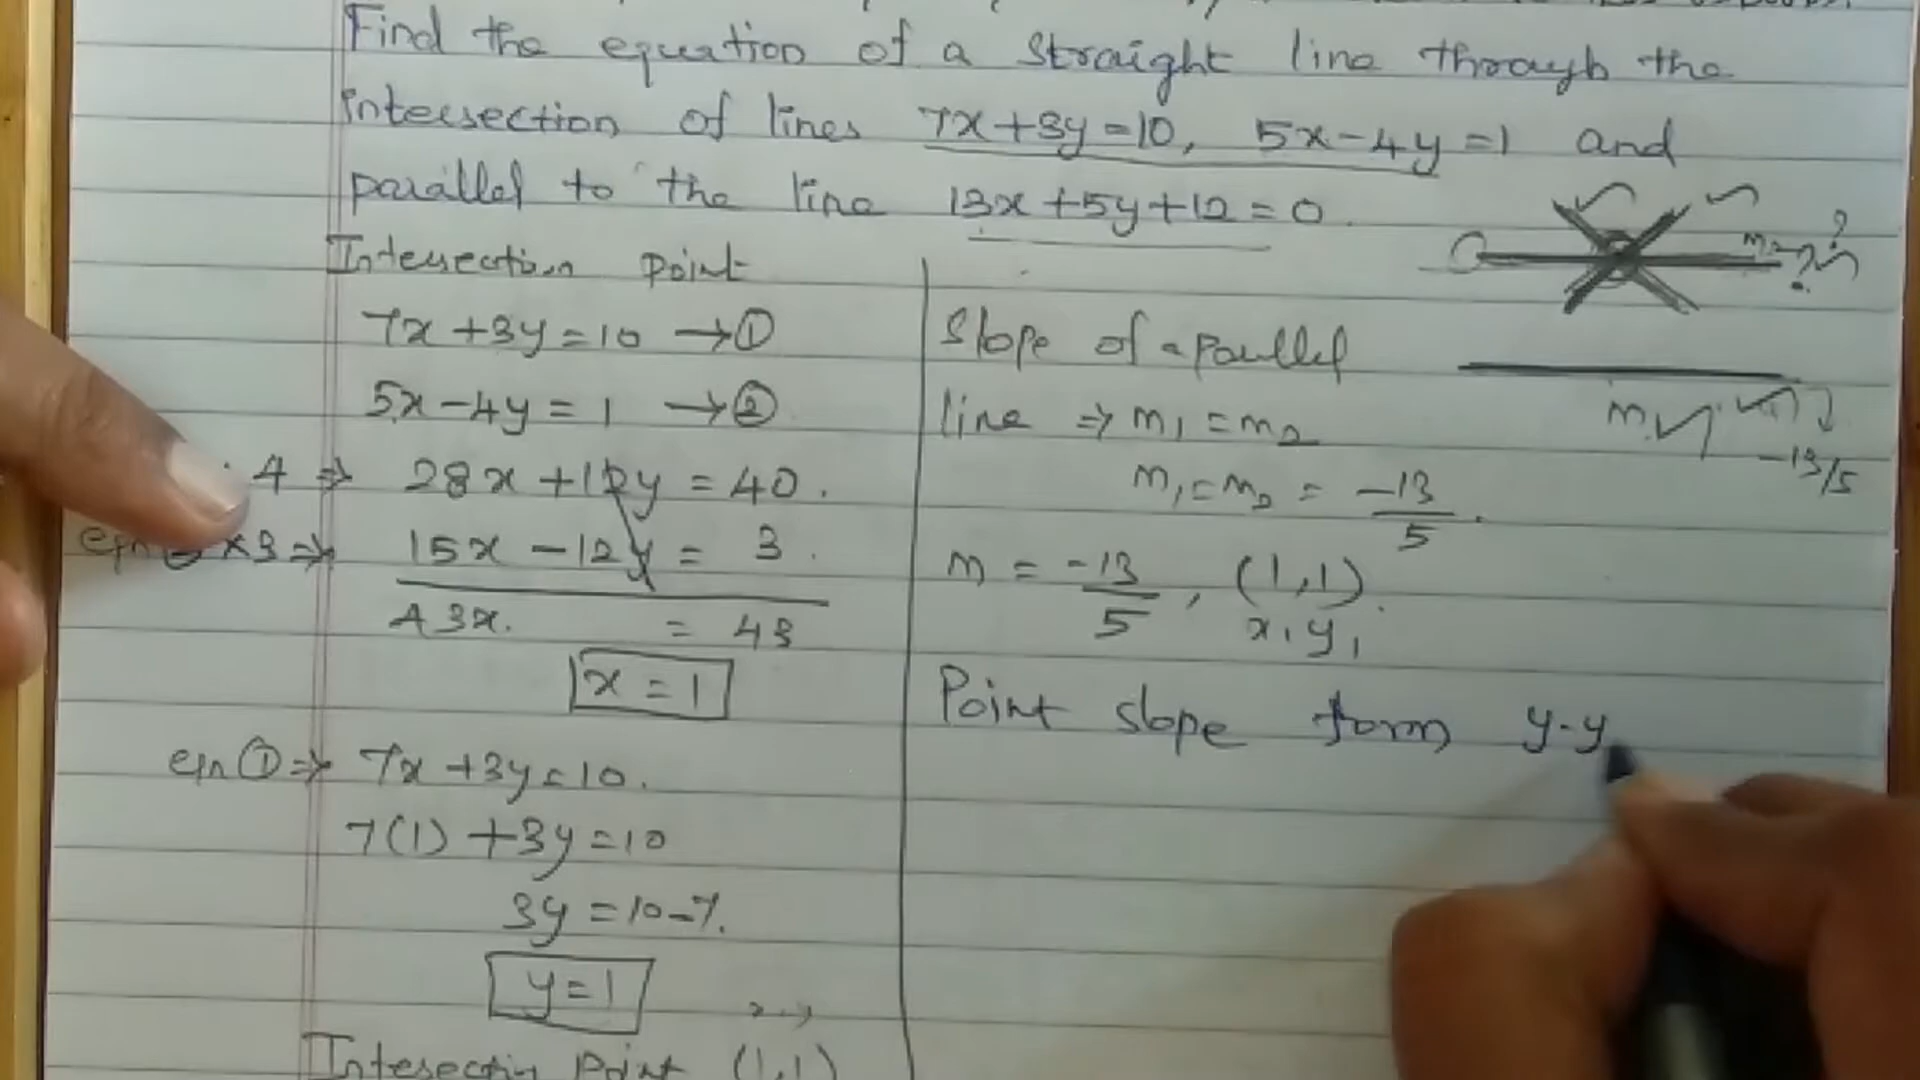 Find the equation of a straight line through the
intersection of lines 7x+3y=10, 5x-4y=1 and
parallel to the line 13x+5y+12=0.
Intersection point
7x+3y=10 →①
5x-4y=1 →②
4 ⇒ 28x+12y=40.
×3⇒ 15x-12y=3.
43x. = 43
x=1
eqn①⇒ 7x+3y=10.
7(1)+3y=10
3y=10-7.
y=1
Intersection Point (1,1)
m=?
?
Slope of a Parallel
line ⇒ m₁=m₂
m₁
-13/5
m₁=m₂ = -13/5.
m = -13/5, (1,1).
x₁ y₁
Point slope form y-y